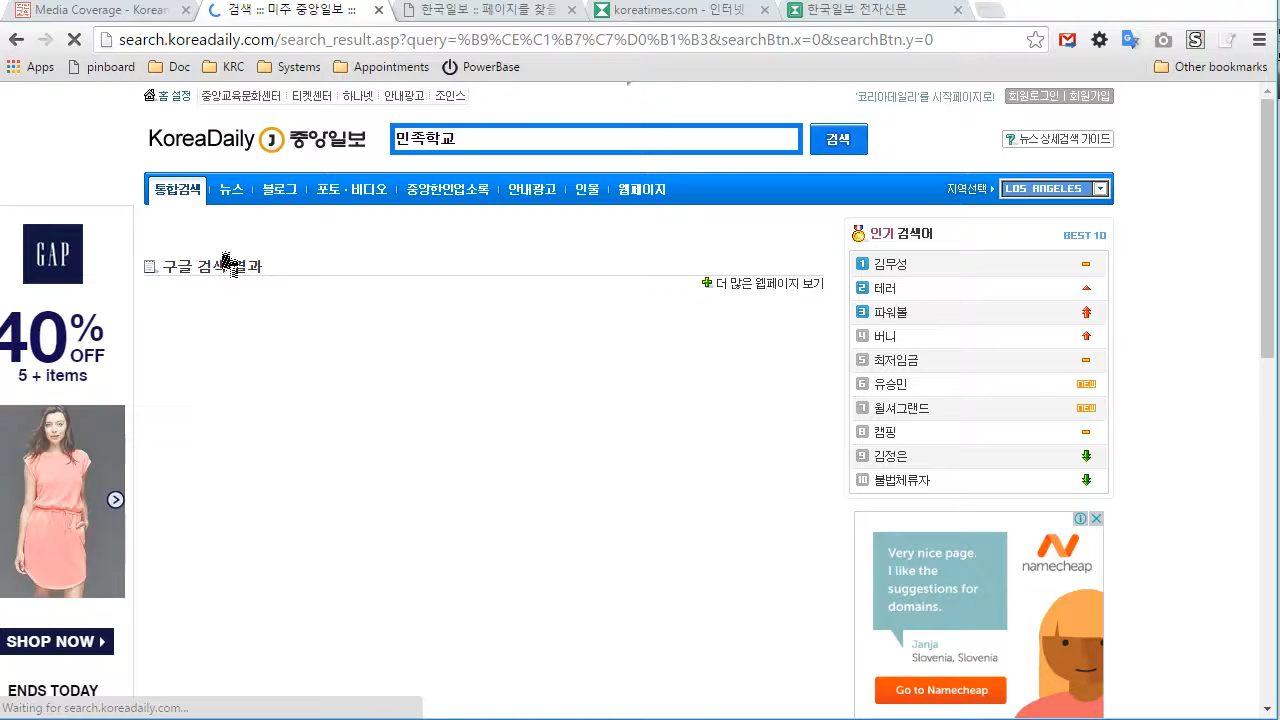 Media Coverage - Korean
검색 ::: 미주 중앙일보 :::
한국일보 :: 페이지를 찾을
koreatimes.com - 인터넷
한국일보 전자신문
search.koreadaily.com/search_result.asp?query=%B9%CE%C1%B7%C7%D0%B1%B3&searchBtn.x=0&searchBtn.y=0
Apps pinboard Doc KRC Systems Appointments PowerBase Other bookmarks
홈 설정 중앙교육문화센터 티켓센터 하나넷 안내광고 조인스
'코리아데일리'를 시작페이지로! 회원로그인 | 회원가입
KoreaDaily J 중앙일보 민족학교 검색 ? 뉴스 상세검색 가이드
통합검색 뉴스 블로그 포토·비디오 중앙한인업소록 안내광고 인물 웹페이지 지역선택 LOS ANGELES
인기 검색어 BEST 10
구글 검색 결과
더 많은 웹페이지 보기
1 김무성
2 테러
3 파워볼
4 버니
5 최저임금
6 유승민 NEW
7 윌셔그랜드 NEW
8 캠핑
9 김정은
10 불법체류자
GAP
40% OFF
5 + items
SHOP NOW
ENDS TODAY
Very nice page.
I like the
suggestions for
domains.
Janja
Slovenia, Slovenia
namecheap
Go to Namecheap
Waiting for search.koreadaily.com...